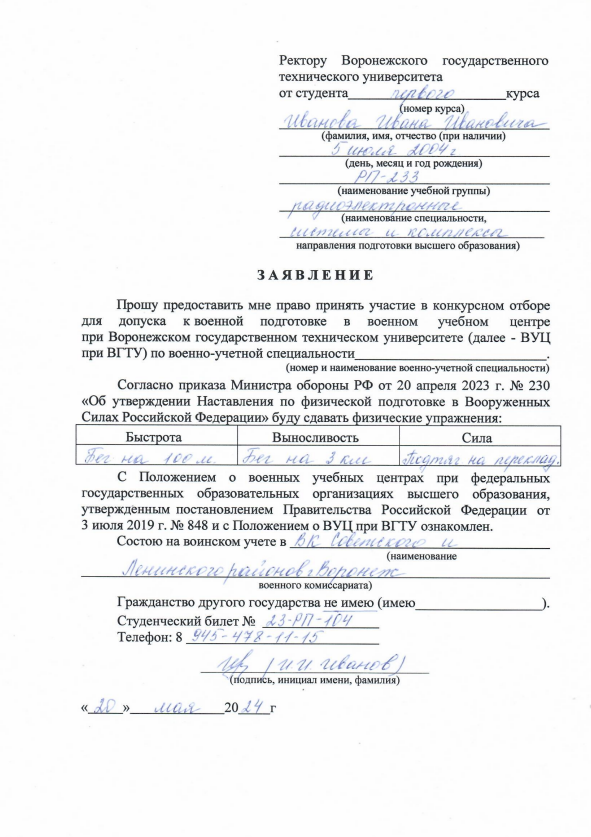 Ректору Воронежского государственного
технического университета
от студента первого курса
(номер курса)
Иванова Ивана Ивановича
(фамилия, имя, отчество (при наличии)
5 июля 2004 г
(день, месяц и год рождения)
РП-233
(наименование учебной группы)
радиоэлектронные
(наименование специальности,
системы и комплексы
направления подготовки высшего образования)
ЗАЯВЛЕНИЕ
Прошу предоставить мне право принять участие в конкурсном отборе
для допуска к военной подготовке в военном учебном центре
при Воронежском государственном техническом университете (далее - ВУЦ
при ВГТУ) по военно-учетной специальности .
(номер и наименование военно-учетной специальности)
Согласно приказа Министра обороны РФ от 20 апреля 2023 г. № 230
«Об утверждении Наставления по физической подготовке в Вооруженных
Силах Российской Федерации» буду сдавать физические упражнения:
Быстрота Выносливость Сила
Бег на 100 м. Бег на 3 км Подтяг на переклад.
С Положением о военных учебных центрах при федеральных
государственных образовательных организациях высшего образования,
утвержденным постановлением Правительства Российской Федерации от
3 июля 2019 г. № 848 и с Положением о ВУЦ при ВГТУ ознакомлен.
Состою на воинском учете в ВК Советского и
(наименование
Ленинского районов г Воронеж
военного комиссариата)
Гражданство другого государства не имею (имею ).
Студенческий билет № 23-РП-104
Телефон: 8 945-478-11-15
(И.И. Иванов)
(подпись, инициал имени, фамилия)
«20» мая 2024 г